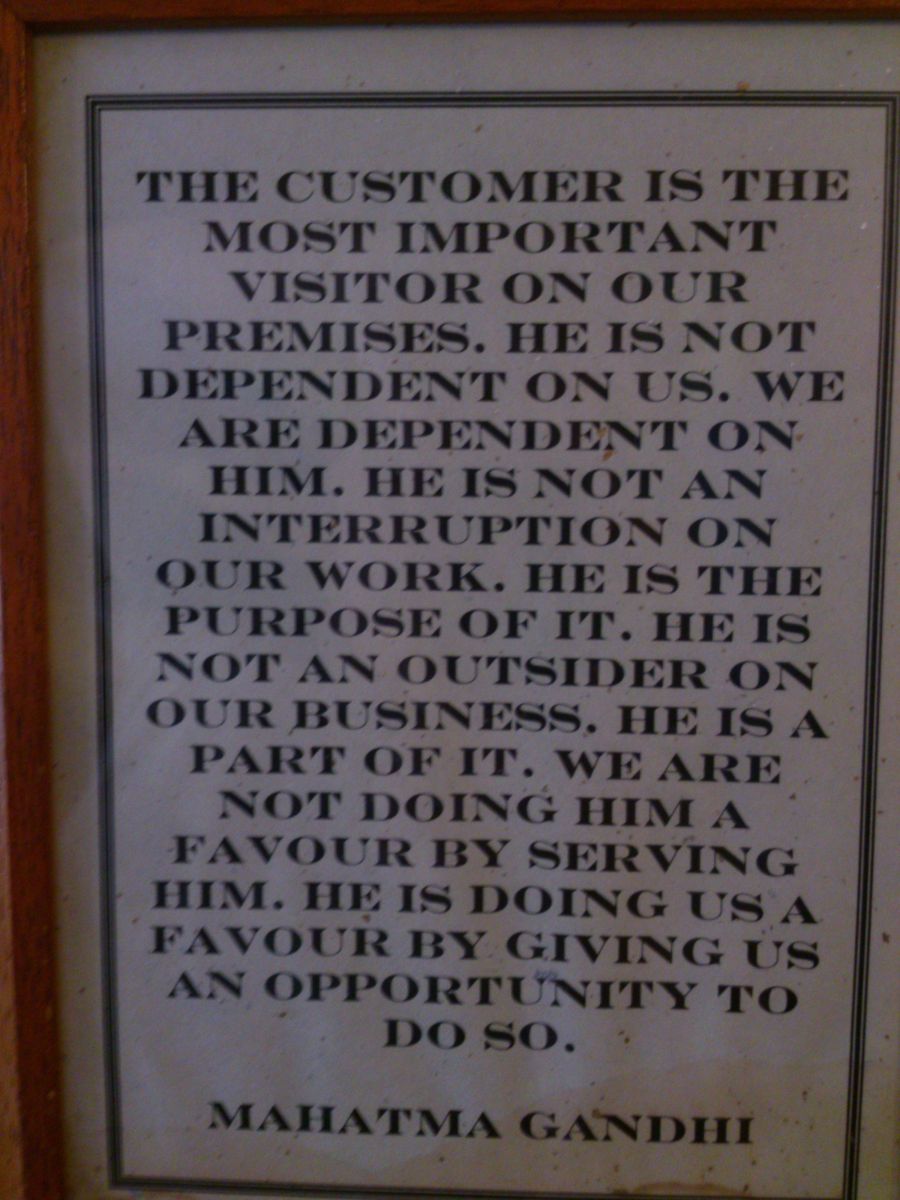 THE CUSTOMER IS THE
MOST IMPORTANT
VISITOR ON OUR
PREMISES. HE IS NOT
DEPENDENT ON US. WE
ARE DEPENDENT ON
HIM. HE IS NOT AN
INTERRUPTION ON
OUR WORK. HE IS THE
PURPOSE OF IT. HE IS
NOT AN OUTSIDER ON
OUR BUSINESS. HE IS A
PART OF IT. WE ARE
NOT DOING HIM A
FAVOUR BY SERVING
HIM. HE IS DOING US A
FAVOUR BY GIVING US
AN OPPORTUNITY TO
DO SO.
MAHATMA GANDHI